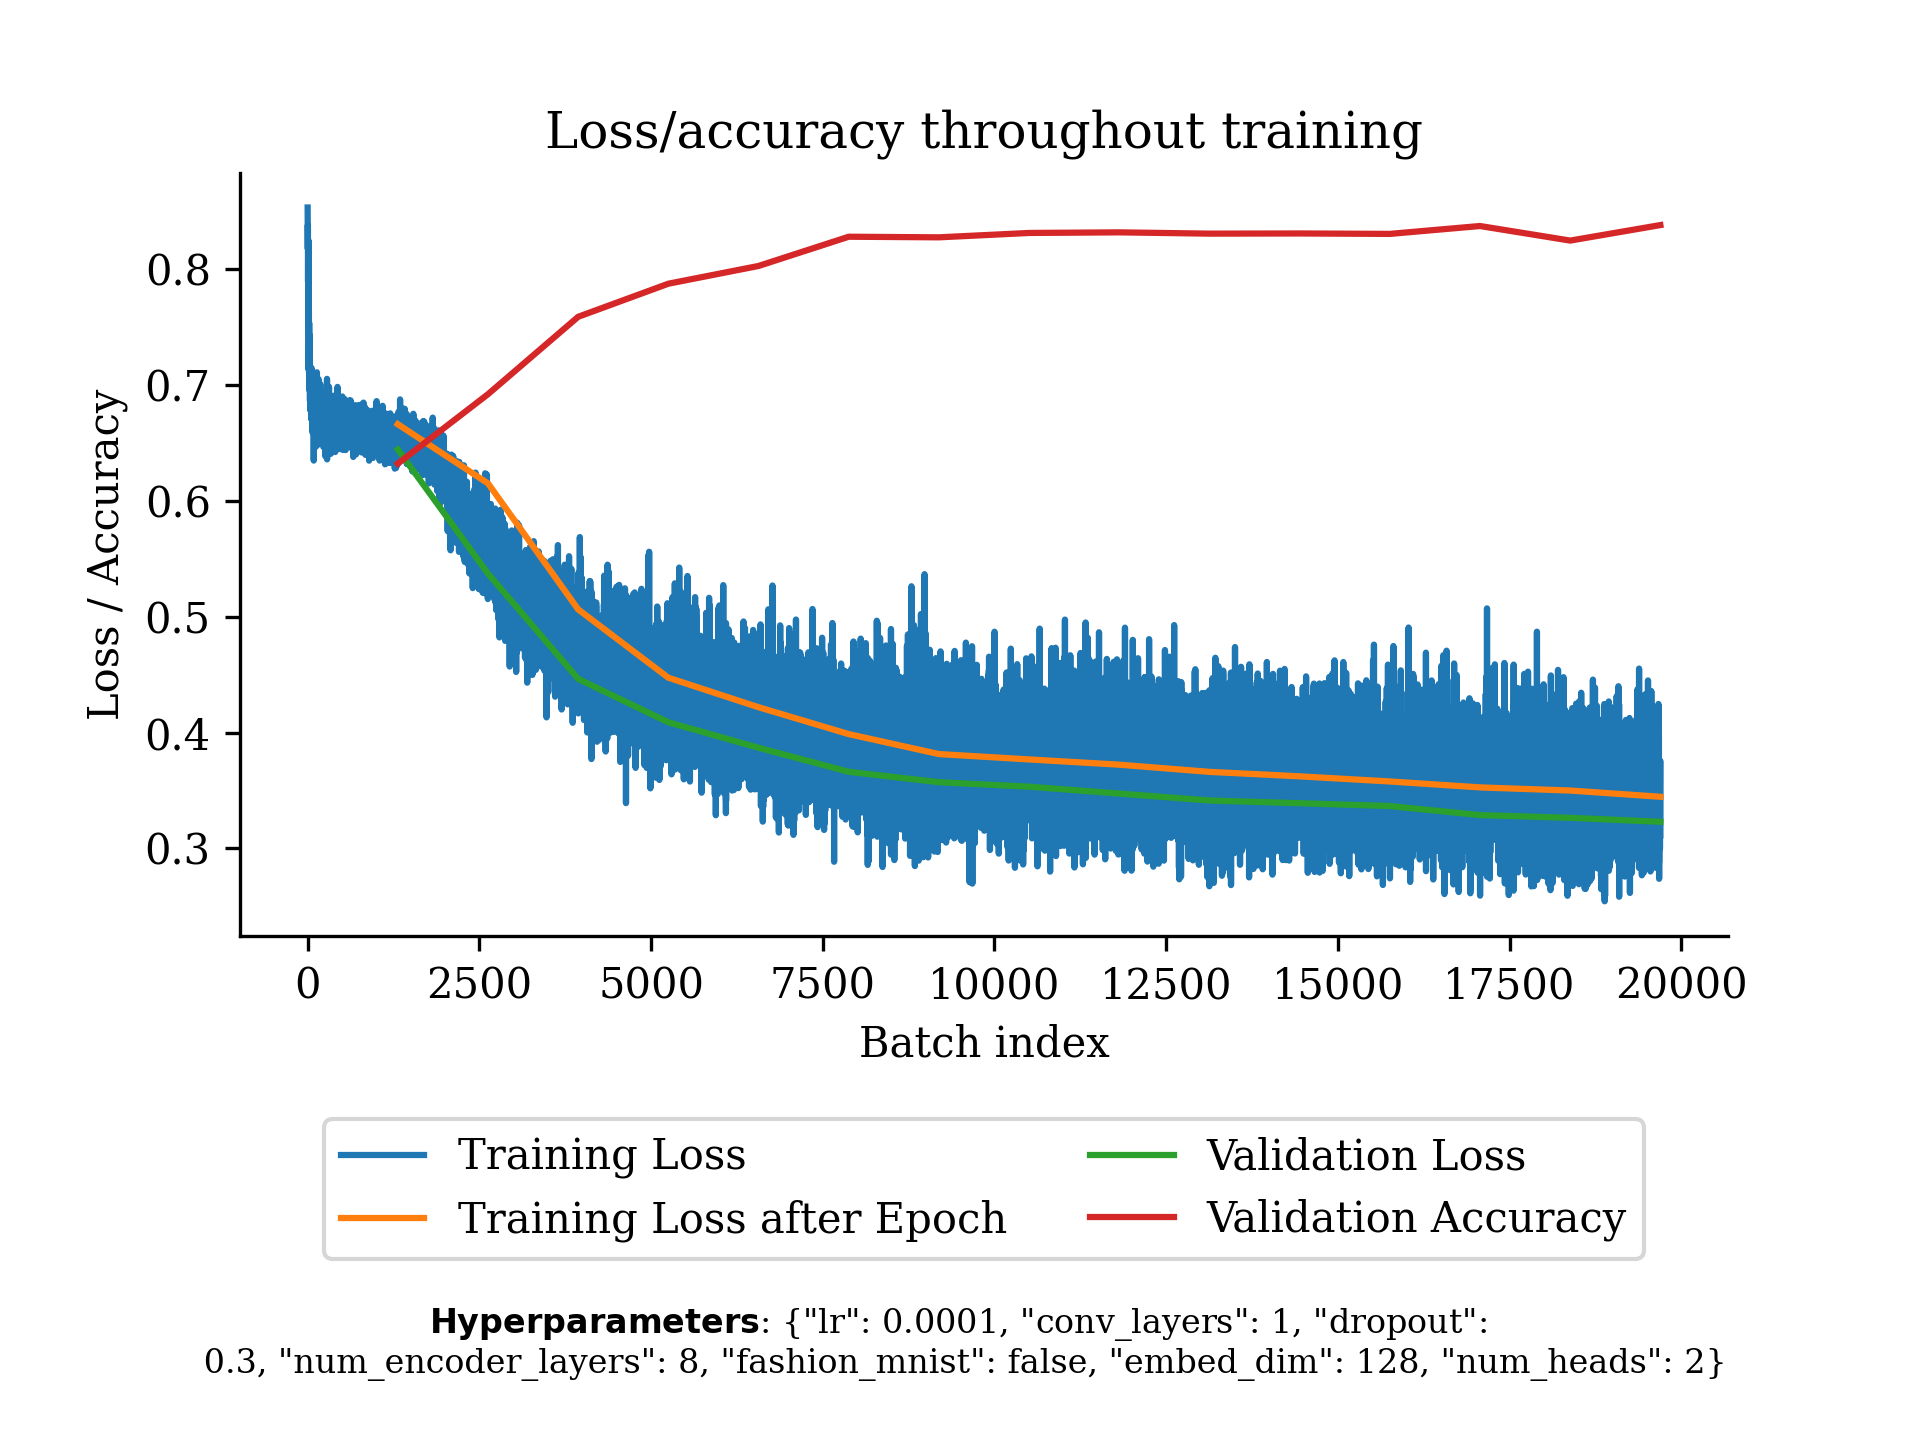 Loss/accuracy throughout training
Loss / Accuracy
0.8
0.7
0.6
0.5
0.4
0.3
0 2500 5000 7500 10000 12500 15000 17500 20000
Batch index
Training Loss
Training Loss after Epoch
Validation Loss
Validation Accuracy
Hyperparameters: {"lr": 0.0001, "conv_layers": 1, "dropout":
0.3, "num_encoder_layers": 8, "fashion_mnist": false, "embed_dim": 128, "num_heads": 2}